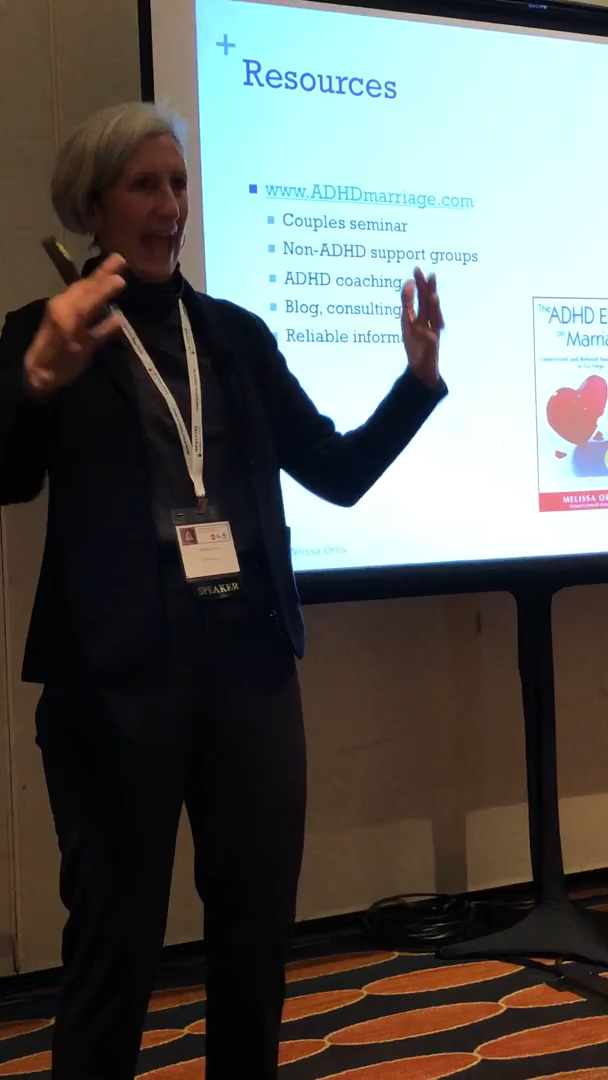 +
Resources
www.ADHDmarriage.com
Couples seminar
Non-ADHD support groups
ADHD coaching
Blog, consulting
Reliable inform
The ADHD E
on Marria
MELISSA OR
Melissa Orlov
SPEAKER